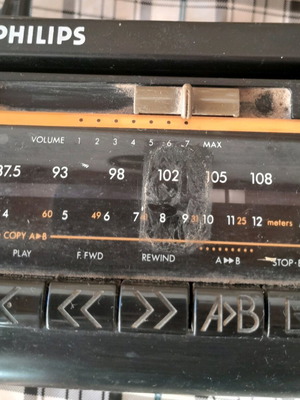 PHILIPS
VOLUME 1 2 3 4 5 6 7 MAX
87.5 93 98 102 105 108
4 60 5 49 6 7 8 9 31 10 11 25 12 meters
COPY A▶B
PLAY F. FWD REWIND A▶▶B STOP
A>B